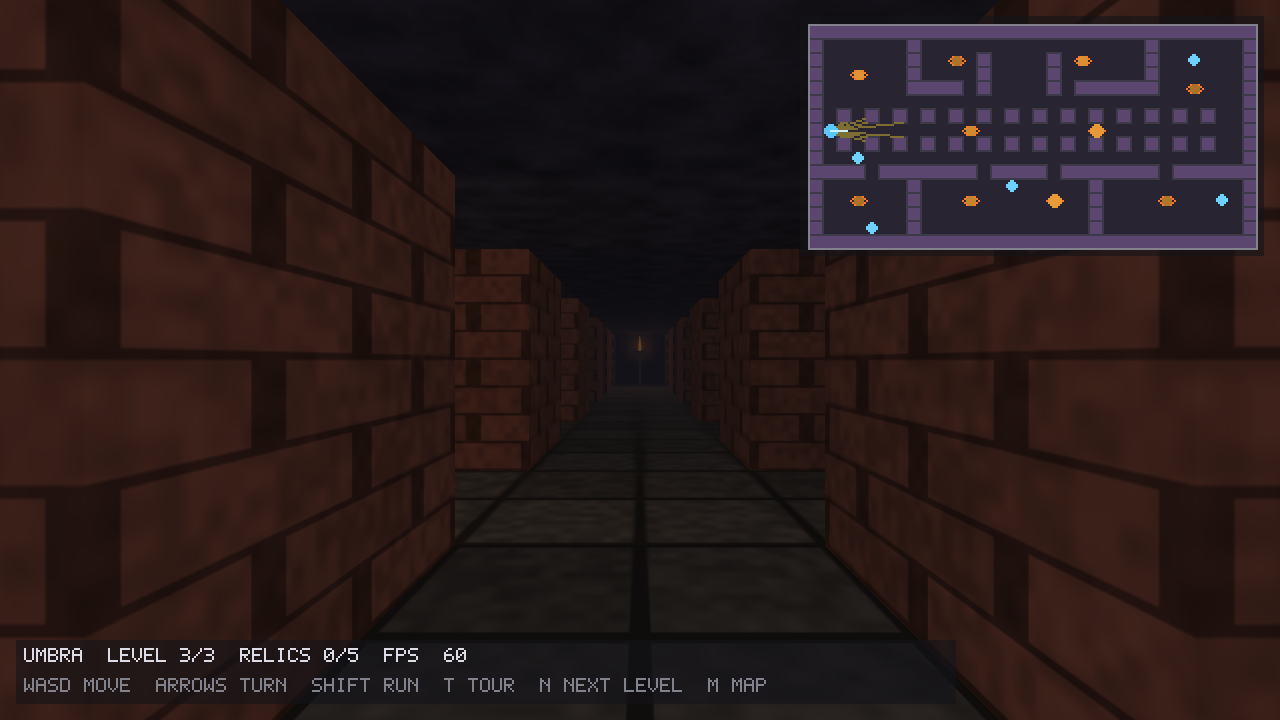 UMBRA  LEVEL 3/3  RELICS 0/5  FPS  60
WASD MOVE  ARROWS TURN  SHIFT RUN  T TOUR  N NEXT LEVEL  M MAP